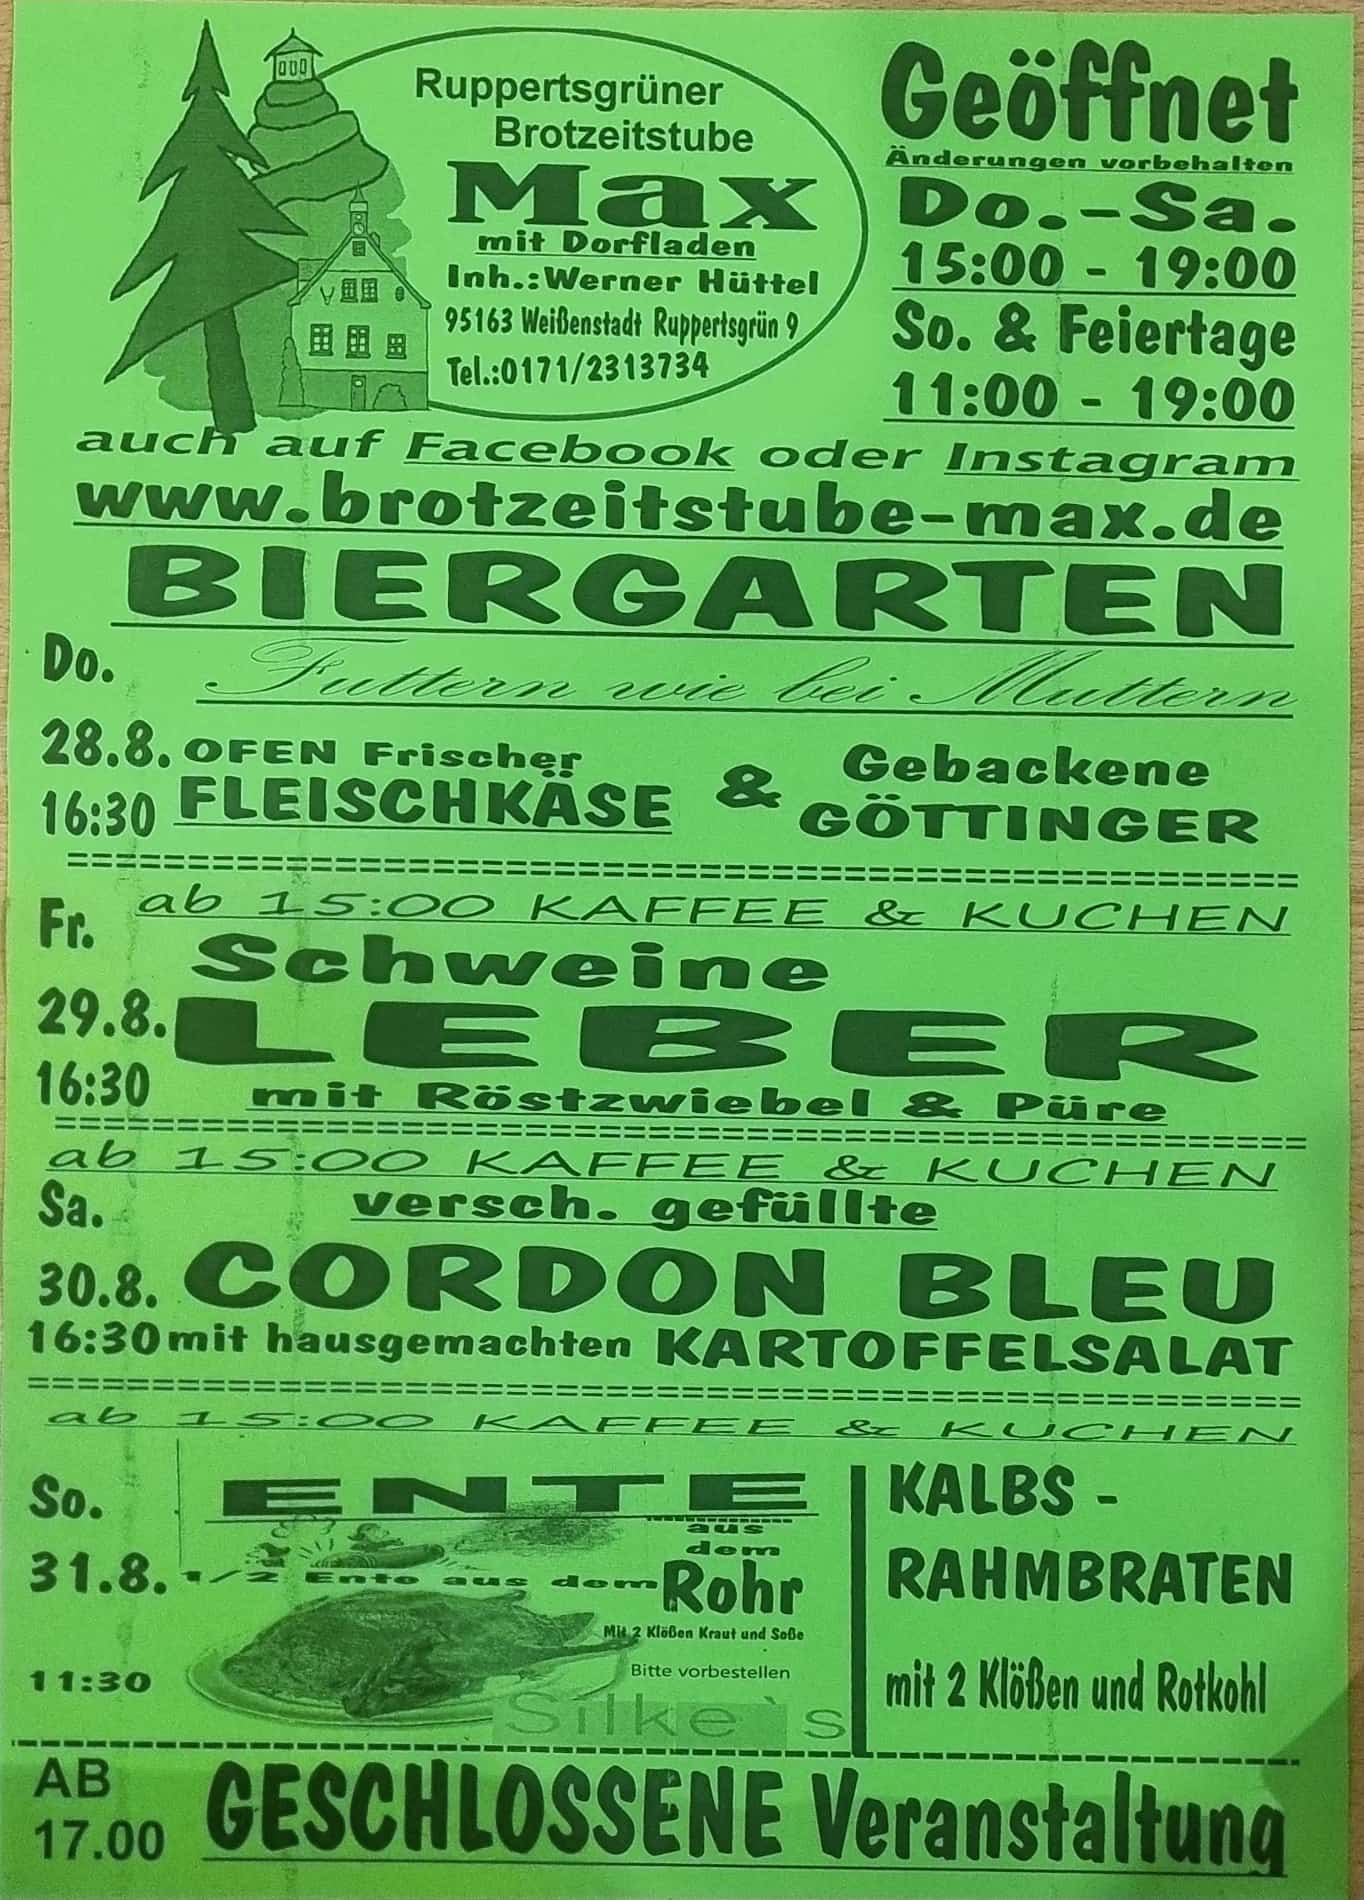 Ruppertsgrüner
Brotzeitstube
Max
mit Dorfladen
Inh.:Werner Hüttel
95163 Weißenstadt Ruppertsgrün 9
Tel.:0171/2313734
Geöffnet
Änderungen vorbehalten
Do.-Sa.
15:00 - 19:00
So. & Feiertage
11:00 - 19:00
auch auf Facebook oder Instagram
www.brotzeitstube-max.de
BIERGARTEN
Futtern wie bei Muttern
Do.
28.8.
16:30
OFEN Frischer
FLEISCHKÄSE
&
Gebackene
GÖTTINGER
ab 15:00 KAFFEE & KUCHEN
Fr.
29.8.
16:30
Schweine
LEBER
mit Röstzwiebel & Püre
ab 15:00 KAFFEE & KUCHEN
Sa.
30.8.
16:30
versch. gefüllte
CORDON BLEU
mit hausgemachten KARTOFFELSALAT
ab 15:00 KAFFEE & KUCHEN
So.
31.8.
11:30
ENTE
aus
dem
Rohr
1/2 Ente aus dem
Mit 2 Klößen Kraut und Soße
Bitte vorbestellen
Silke`s
KALBS -
RAHMBRATEN
mit 2 Klößen und Rotkohl
AB
17.00
GESCHLOSSENE Veranstaltung